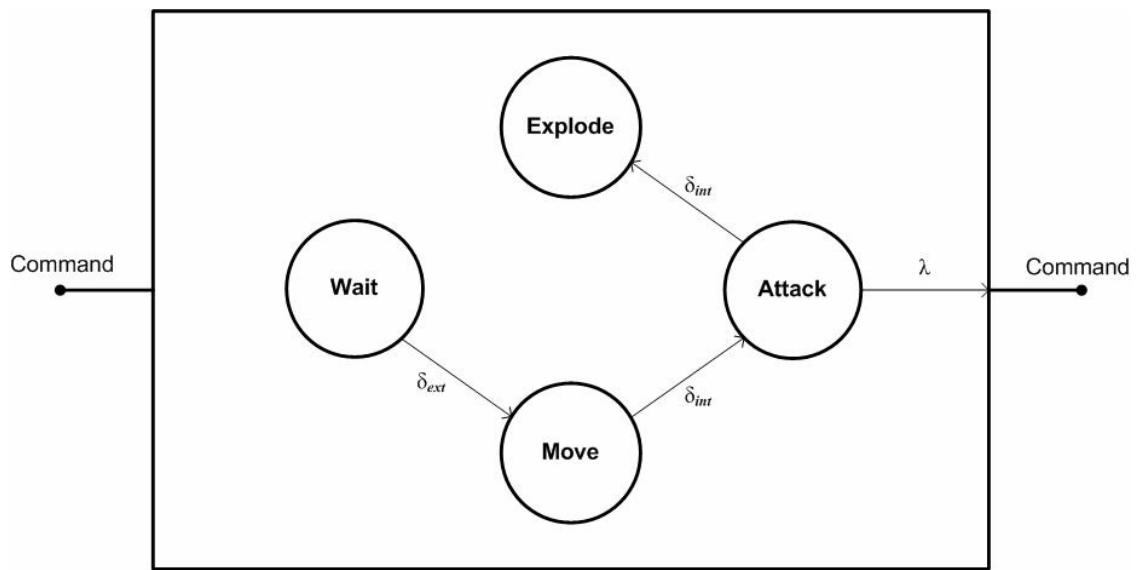 Explode
δint
Command
Wait
Attack
λ
Command
δext
δint
Move